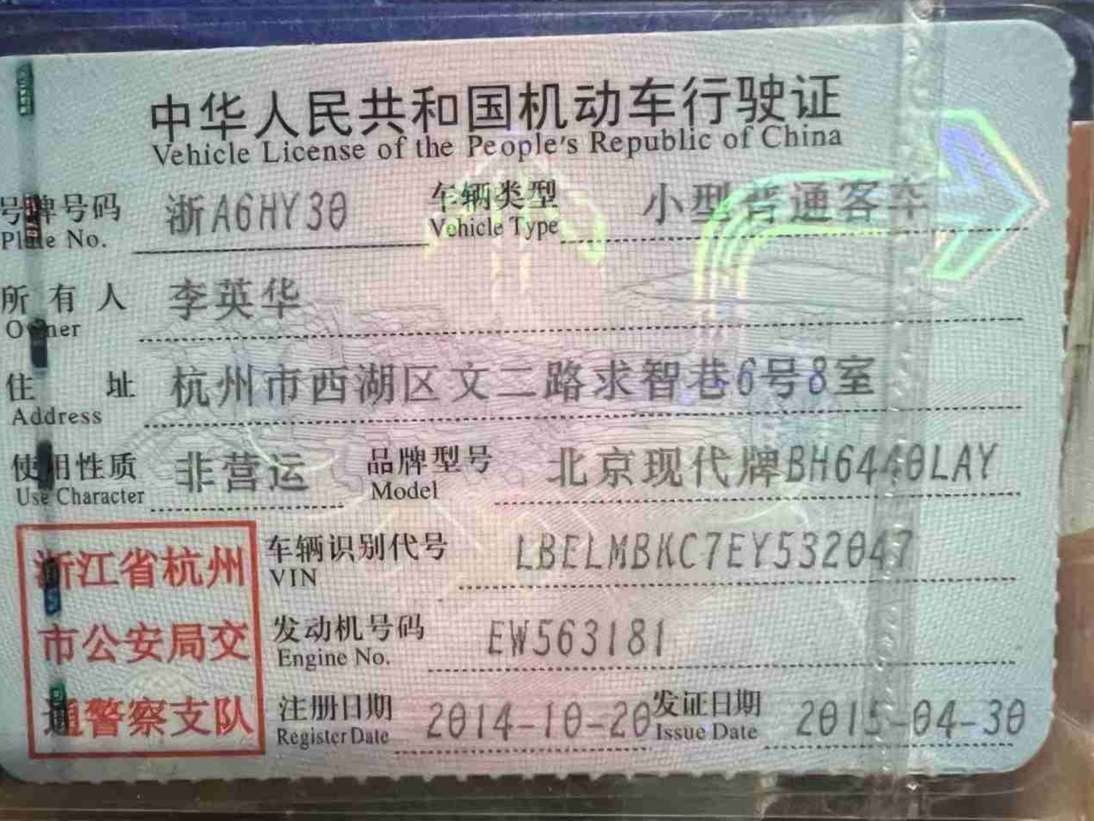 中华人民共和国机动车行驶证
Vehicle License of the People's Republic of China
号牌号码 浙A6HY30 车辆类型 小型普通客车
Plate No. Vehicle Type
所有人 李英华
Owner
住址 杭州市西湖区文二路求智巷6号8室
Address
使用性质 非营运 品牌型号 北京现代牌BH6440LAY
Use Character Model
浙江省杭州
市公安局交
通警察支队
车辆识别代号 LBELMBKC7EY532047
VIN
发动机号码 EW563181
Engine No.
注册日期 2014-10-20 发证日期 2015-04-30
Register Date Issue Date